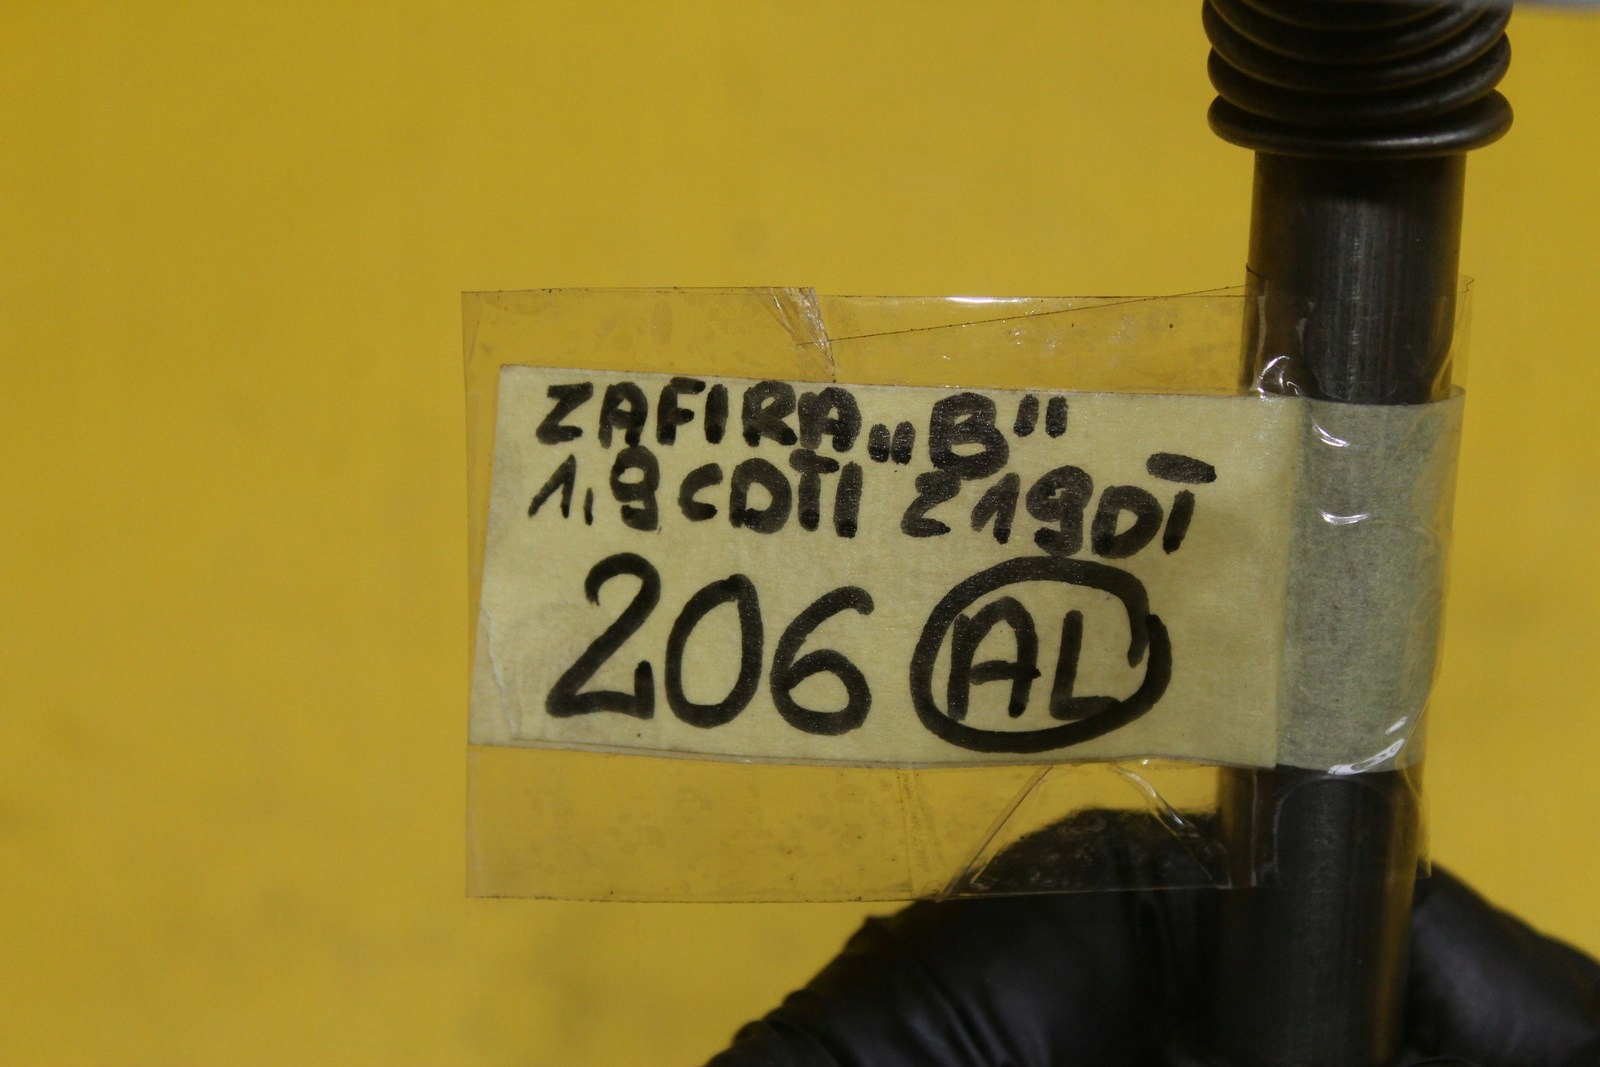 ZAFIRA „B"
1,9 CDTI Z19DT
206 AL